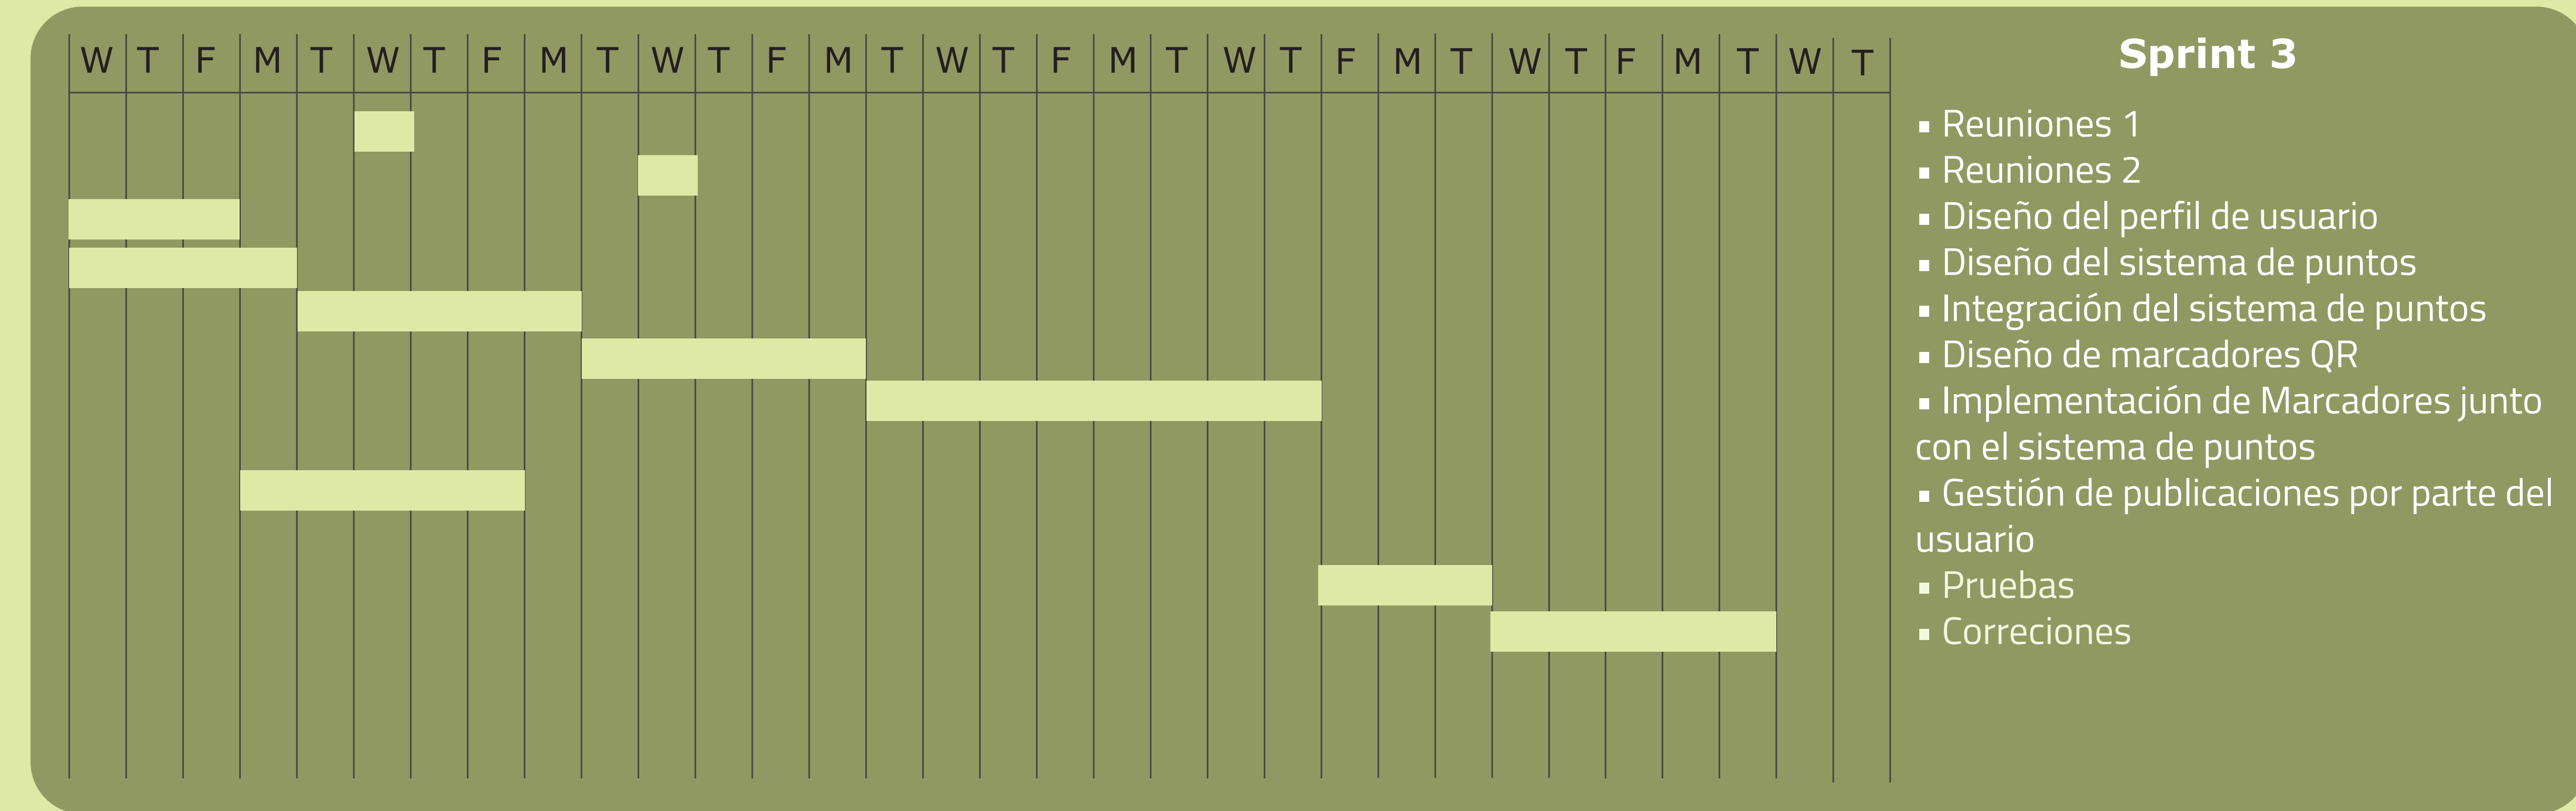 W T F M T W T F M T W T F M T W T F M T W T F M T W T F M T W T
Sprint 3
▪ Reuniones 1
▪ Reuniones 2
▪ Diseño del perfil de usuario
▪ Diseño del sistema de puntos
▪ Integración del sistema de puntos
▪ Diseño de marcadores QR
▪ Implementación de Marcadores junto
con el sistema de puntos
▪ Gestión de publicaciones por parte del
usuario
▪ Pruebas
▪ Correciones